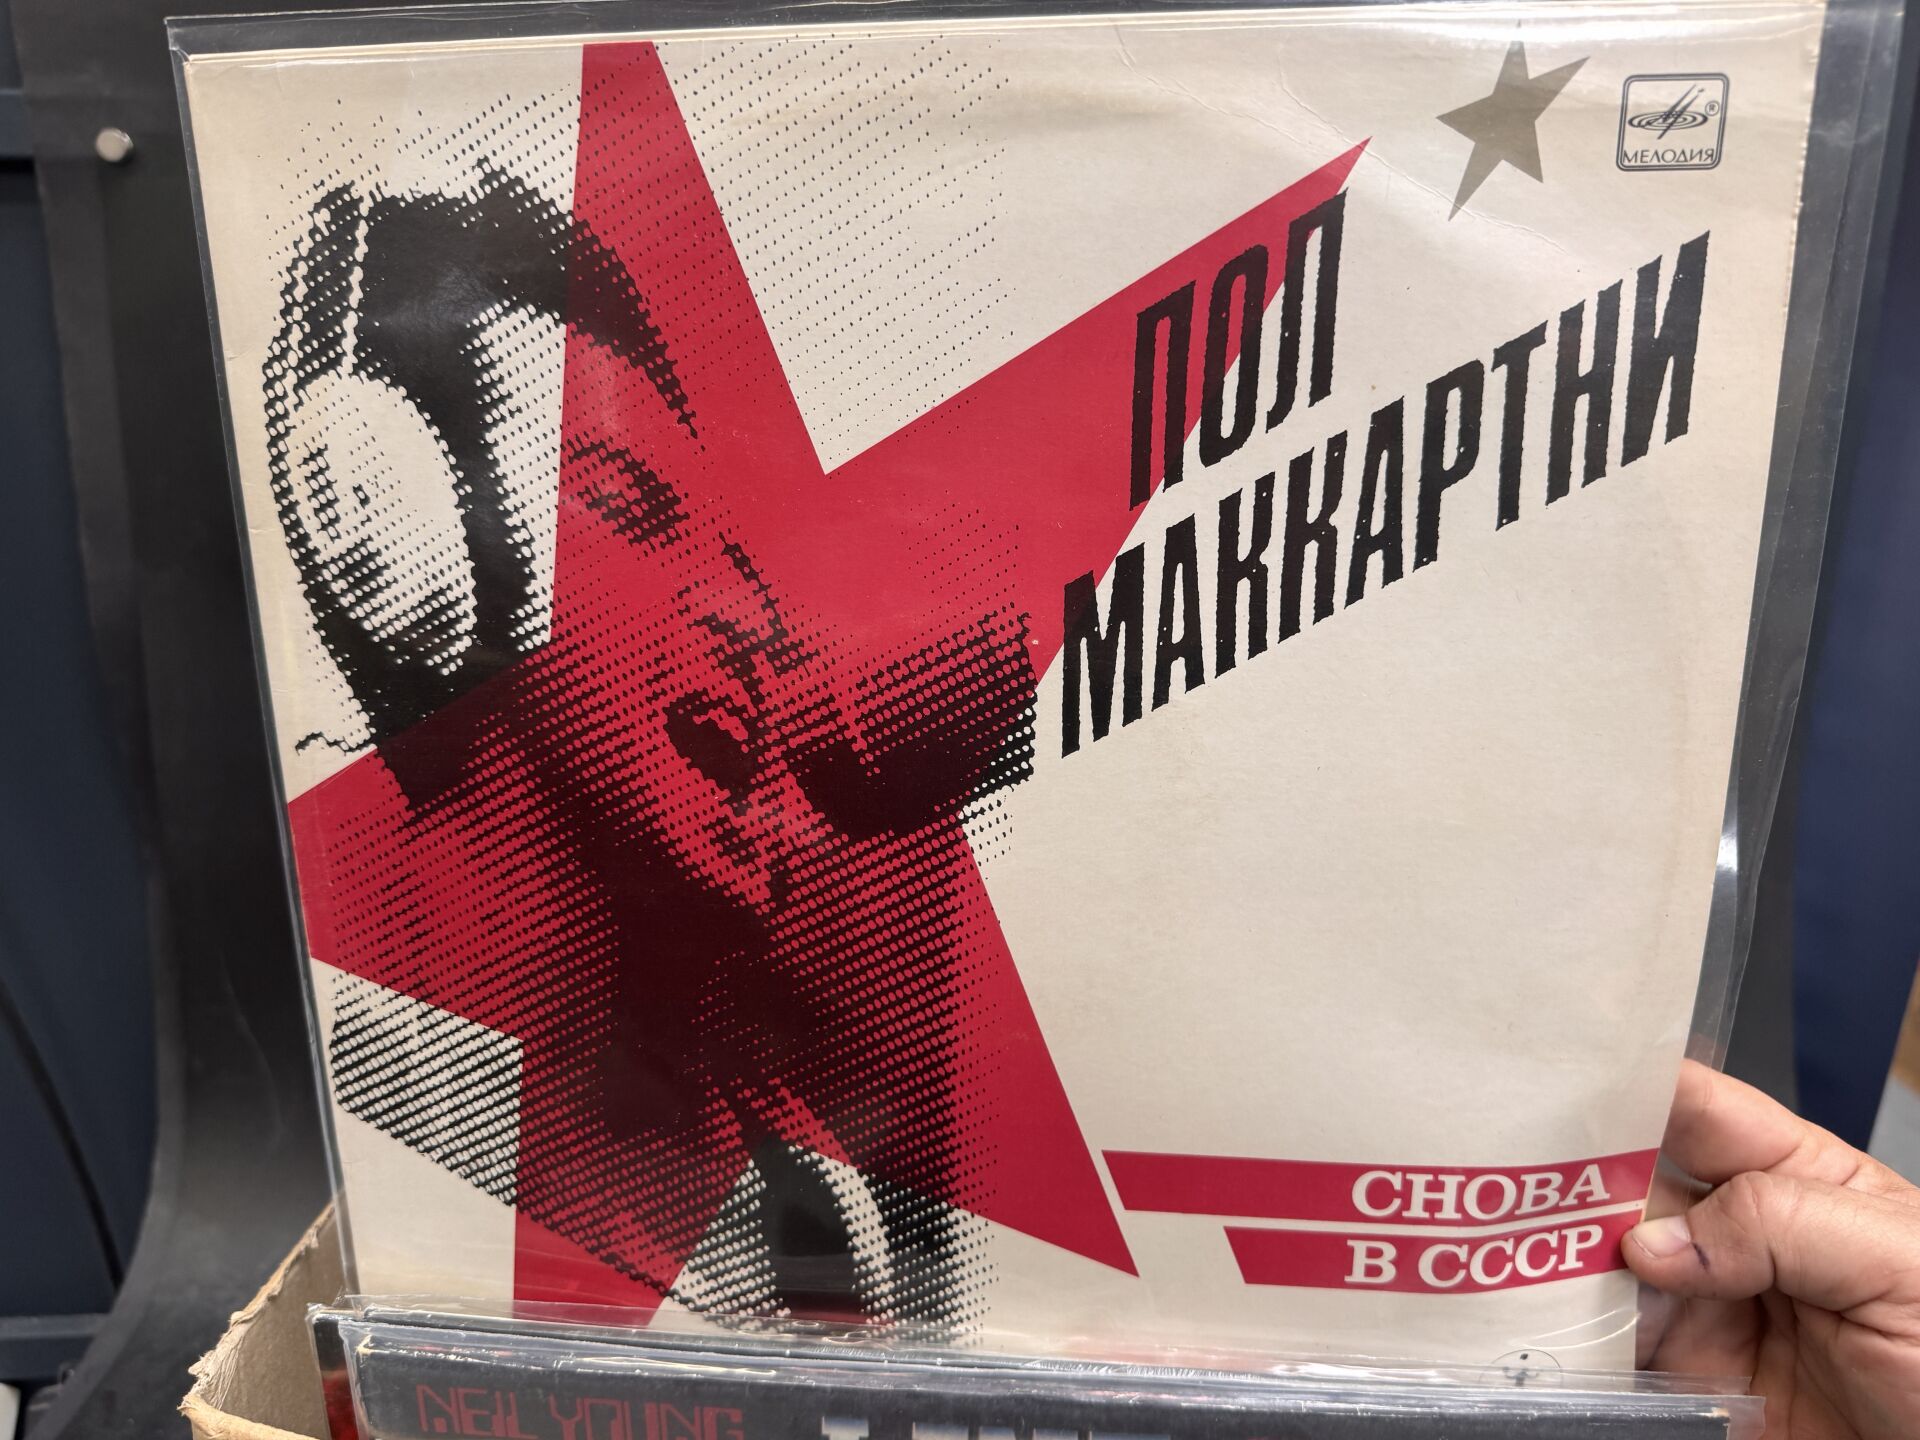 МЕЛОДИЯ
®
ПОЛ
МАККАРТНИ
СНОВА
В СССР
NEIL YOUNG